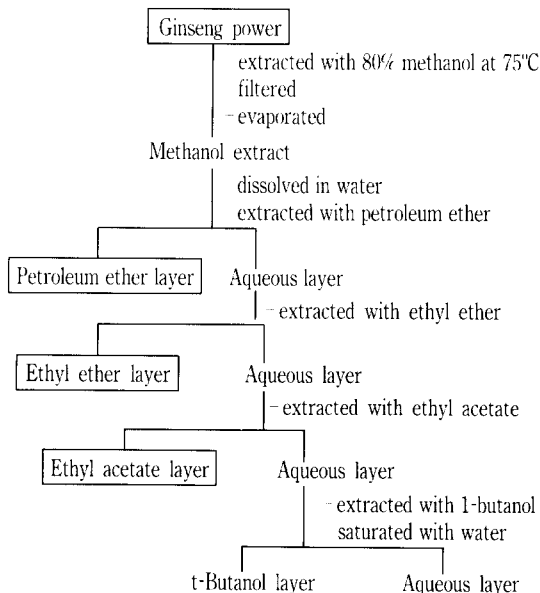 Ginseng power
extracted with 80% methanol at 75°C
filtered
- evaporated
Methanol extract
dissolved in water
extracted with petroleum ether
Petroleum ether layer
Aqueous layer
- extracted with ethyl ether
Ethyl ether layer
Aqueous layer
- extracted with ethyl acetate
Ethyl acetate layer
Aqueous layer
- extracted with 1-butanol
saturated with water
t-Butanol layer
Aqueous layer